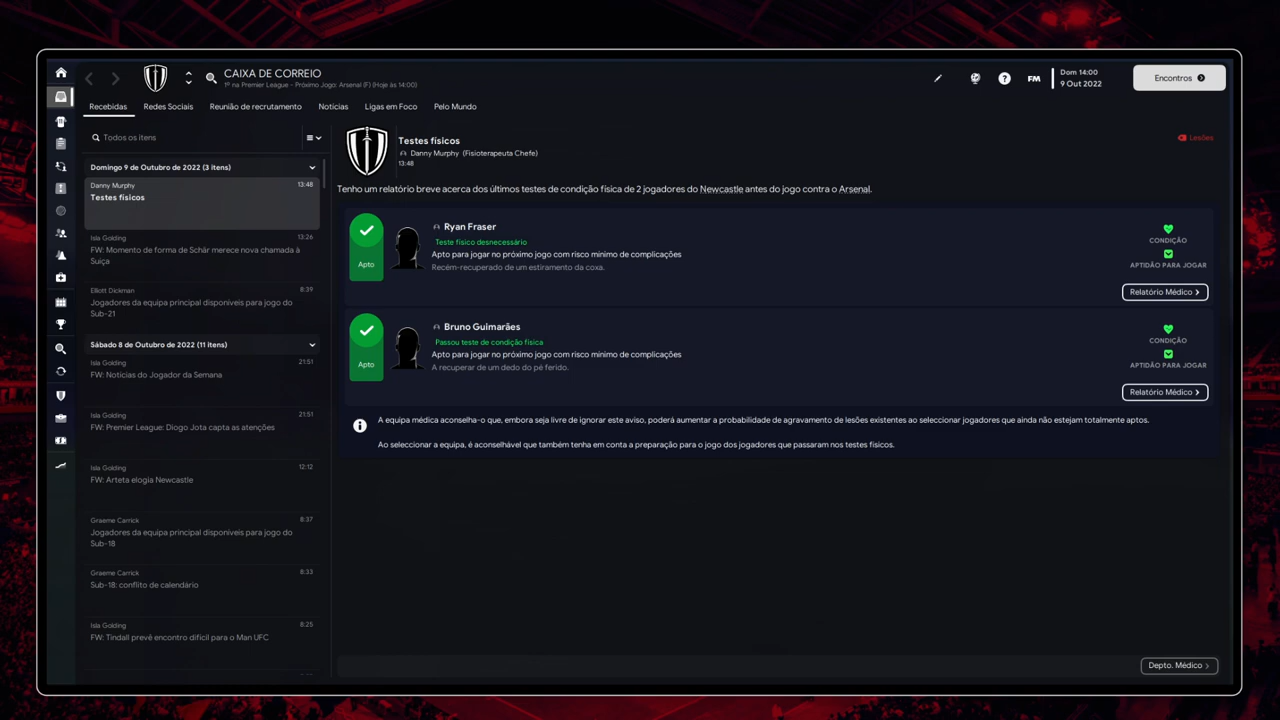 CAIXA DE CORREIO
1º na Premier League - Próximo Jogo: Arsenal (F) (Hoje às 14:00)
FM
Dom 14:00
9 Out 2022
Encontros
Recebidas
Redes Sociais
Reunião de recrutamento
Notícias
Ligas em Foco
Pelo Mundo
Todos os itens
Domingo 9 de Outubro de 2022 (3 itens)
Danny Murphy
13:48
Testes físicos
Isla Golding
13:26
FW: Momento de forma de Schär merece nova chamada à
Suíça
Elliott Dickman
8:39
Jogadores da equipa principal disponíveis para jogo do
Sub-21
Sábado 8 de Outubro de 2022 (11 itens)
Isla Golding
21:51
FW: Notícias do Jogador da Semana
Isla Golding
21:51
FW: Premier League: Diogo Jota capta as atenções
Isla Golding
12:12
FW: Arteta elogia Newcastle
Graeme Carrick
8:37
Jogadores da equipa principal disponíveis para jogo do
Sub-18
Graeme Carrick
8:33
Sub-18: conflito de calendário
Isla Golding
8:25
FW: Tindall prevê encontro difícil para o Man UFC
Testes físicos
Danny Murphy (Fisioterapeuta Chefe)
13:48
Lesões
Tenho um relatório breve acerca dos últimos testes de condição física de 2 jogadores do Newcastle antes do jogo contra o Arsenal.
Apto
Ryan Fraser
Teste físico desnecessário
Apto para jogar no próximo jogo com risco mínimo de complicações
Recém-recuperado de um estiramento da coxa.
CONDIÇÃO
APTIDÃO PARA JOGAR
Relatório Médico
Apto
Bruno Guimarães
Passou teste de condição física
Apto para jogar no próximo jogo com risco mínimo de complicações
A recuperar de um dedo do pé ferido.
CONDIÇÃO
APTIDÃO PARA JOGAR
Relatório Médico
A equipa médica aconselha-o que, embora seja livre de ignorar este aviso, poderá aumentar a probabilidade de agravamento de lesões existentes ao seleccionar jogadores que ainda não estejam totalmente aptos.
Ao seleccionar a equipa, é aconselhável que também tenha em conta a preparação para o jogo dos jogadores que passaram nos testes físicos.
Depto. Médico